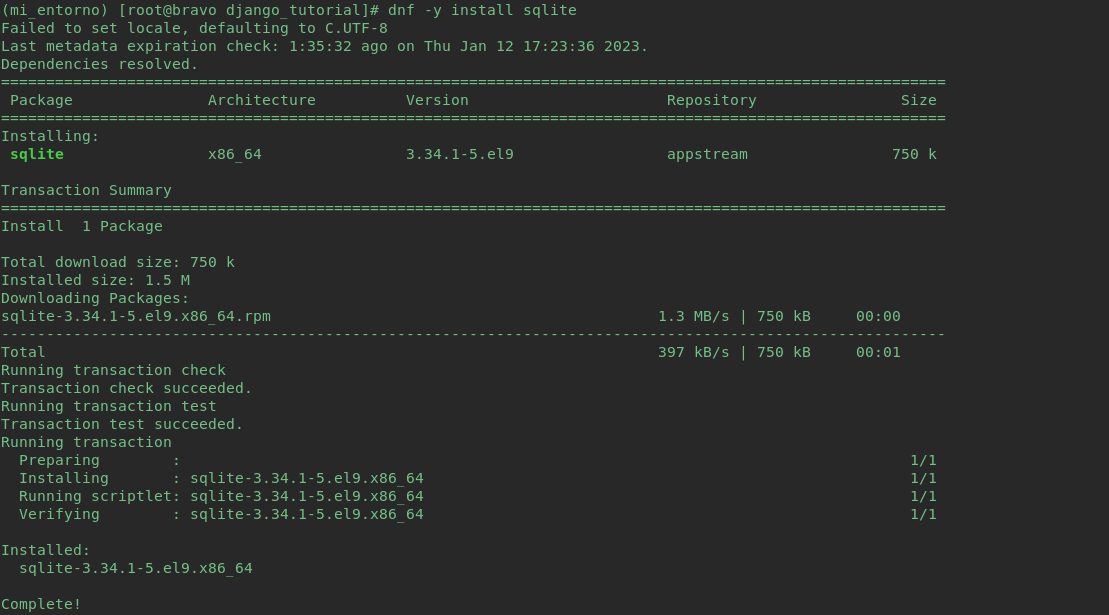 (mi_entorno) [root@bravo django_tutorial]# dnf -y install sqlite
Failed to set locale, defaulting to C.UTF-8
Last metadata expiration check: 1:35:32 ago on Thu Jan 12 17:23:36 2023.
Dependencies resolved.
=========================================================================================================
 Package               Architecture          Version                      Repository                Size
=========================================================================================================
Installing:
 sqlite                x86_64                3.34.1-5.el9                 appstream                750 k

Transaction Summary
=========================================================================================================
Install  1 Package

Total download size: 750 k
Installed size: 1.5 M
Downloading Packages:
sqlite-3.34.1-5.el9.x86_64.rpm                                           1.3 MB/s | 750 kB     00:00
---------------------------------------------------------------------------------------------------------
Total                                                                    397 kB/s | 750 kB     00:01
Running transaction check
Transaction check succeeded.
Running transaction test
Transaction test succeeded.
Running transaction
  Preparing        :                                                                                 1/1
  Installing       : sqlite-3.34.1-5.el9.x86_64                                                      1/1
  Running scriptlet: sqlite-3.34.1-5.el9.x86_64                                                      1/1
  Verifying        : sqlite-3.34.1-5.el9.x86_64                                                      1/1

Installed:
  sqlite-3.34.1-5.el9.x86_64

Complete!